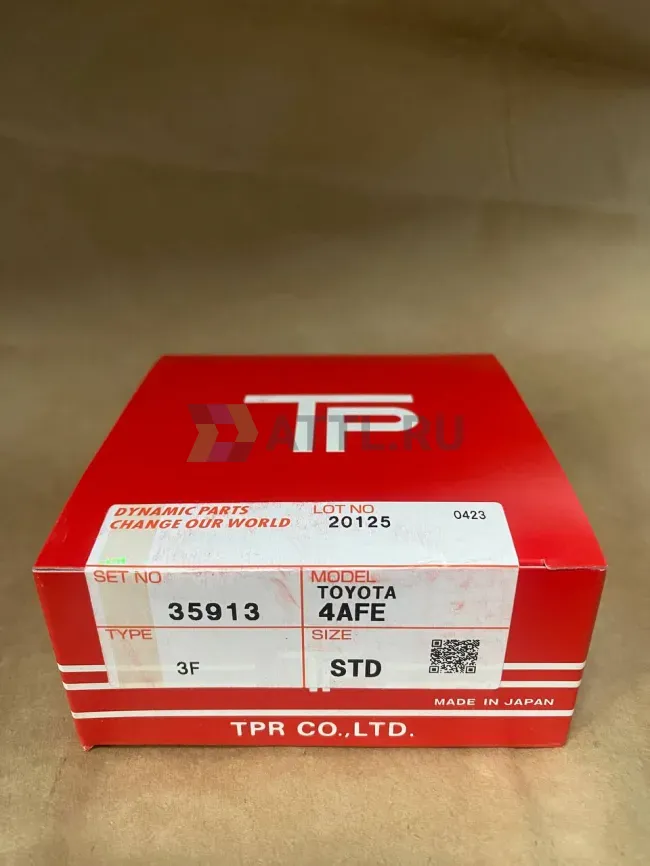 TP
ATTL.RU
DYNAMIC PARTS
CHANGE OUR WORLD
LOT NO
20125
0423
SET NO
35913
MODEL
TOYOTA
4AFE
TYPE
3F
SIZE
STD
MADE IN JAPAN
TPR CO.,LTD.